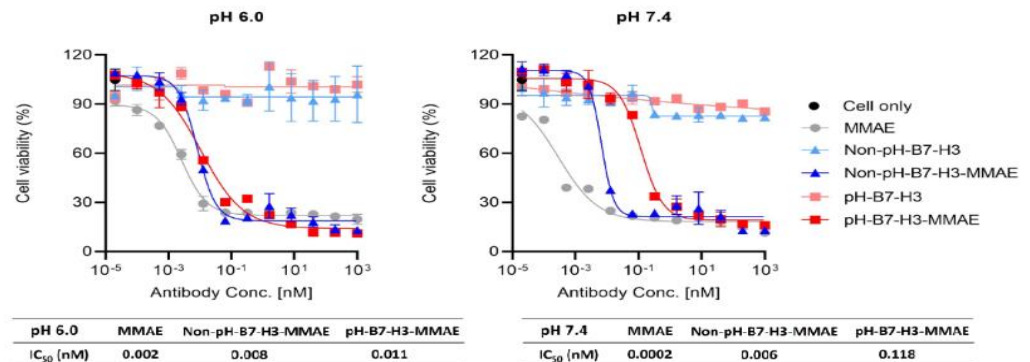 pH 6.0
120
90
60
30
0
Cell viability (%)
10-5 10-3 10-1 101 103
Antibody Conc. [nM]
pH 7.4
120
90
60
30
0
Cell viability (%)
10-5 10-3 10-1 101 103
Antibody Conc. [nM]
Cell only
MMAE
Non-pH-B7-H3
Non-pH-B7-H3-MMAE
pH-B7-H3
pH-B7-H3-MMAE
pH 6.0 MMAE Non-pH-B7-H3-MMAE pH-B7-H3-MMAE
IC50 (nM) 0.002 0.008 0.011
pH 7.4 MMAE Non-pH-B7-H3-MMAE pH-B7-H3-MMAE
IC50 (nM) 0.0002 0.006 0.118